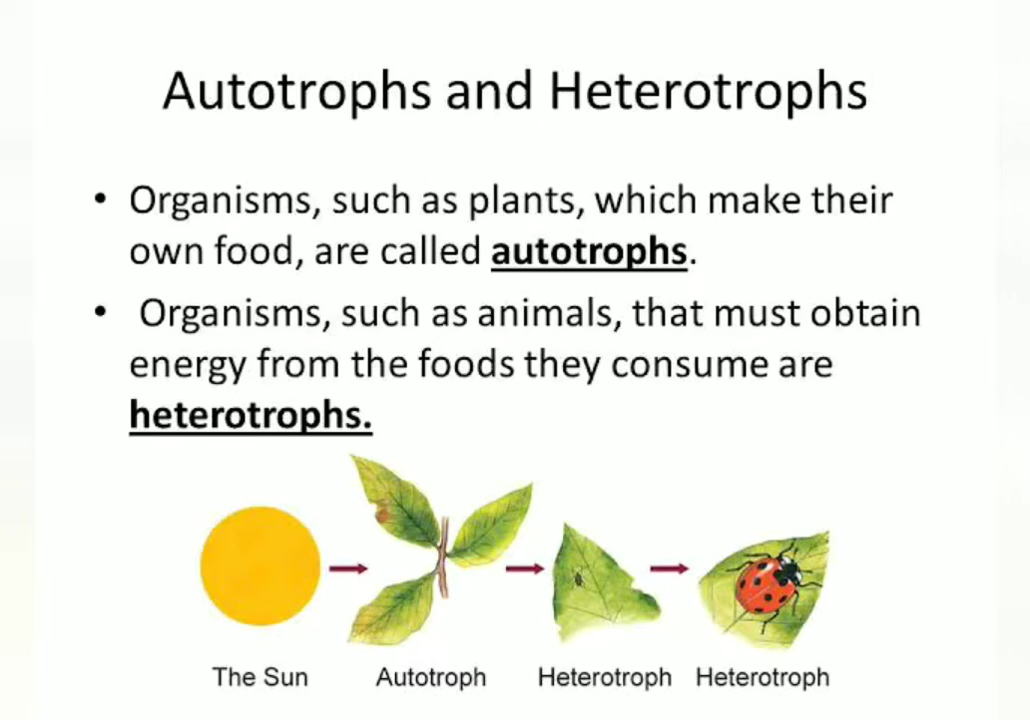 Autotrophs and Heterotrophs
• Organisms, such as plants, which make their
own food, are called autotrophs.
• Organisms, such as animals, that must obtain
energy from the foods they consume are
heterotrophs.
The Sun Autotroph Heterotroph Heterotroph